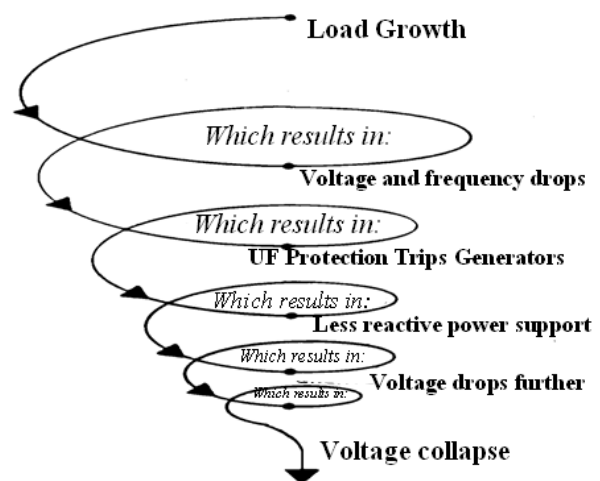 Load Growth
Which results in:
Voltage and frequency drops
Which results in:
UF Protection Trips Generators
Which results in:
Less reactive power support
Which results in:
Voltage drops further
Which results in:
Voltage collapse